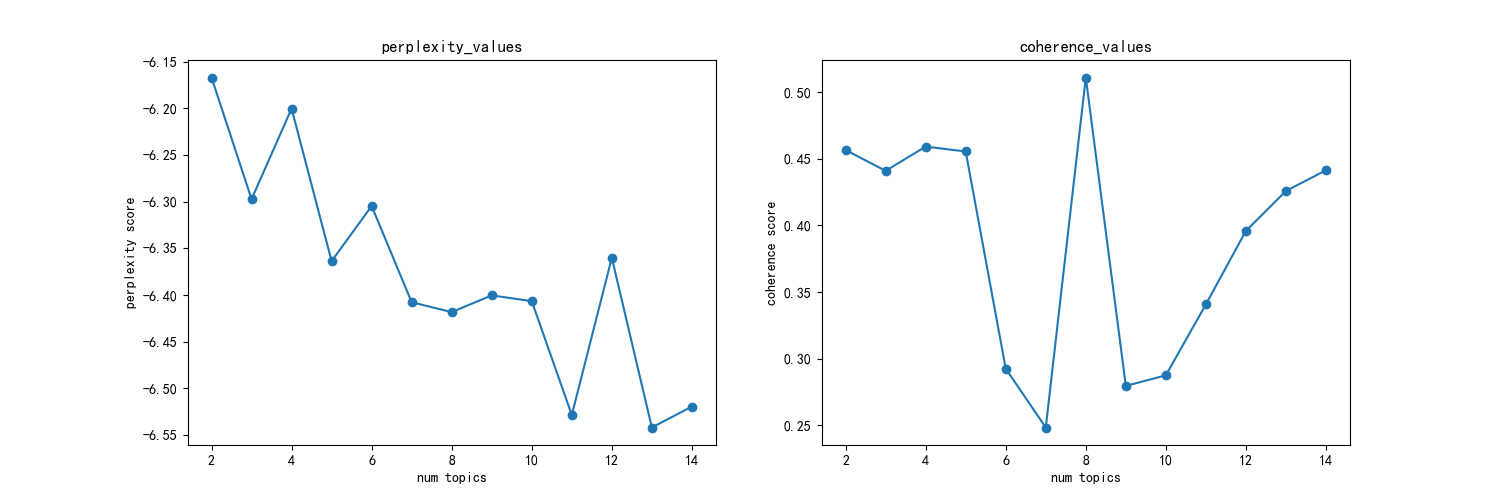 perplexity_values
perplexity score
-6.15
-6.20
-6.25
-6.30
-6.35
-6.40
-6.45
-6.50
-6.55
2 4 6 8 10 12 14
num topics
coherence_values
coherence score
0.50
0.45
0.40
0.35
0.30
0.25
2 4 6 8 10 12 14
num topics